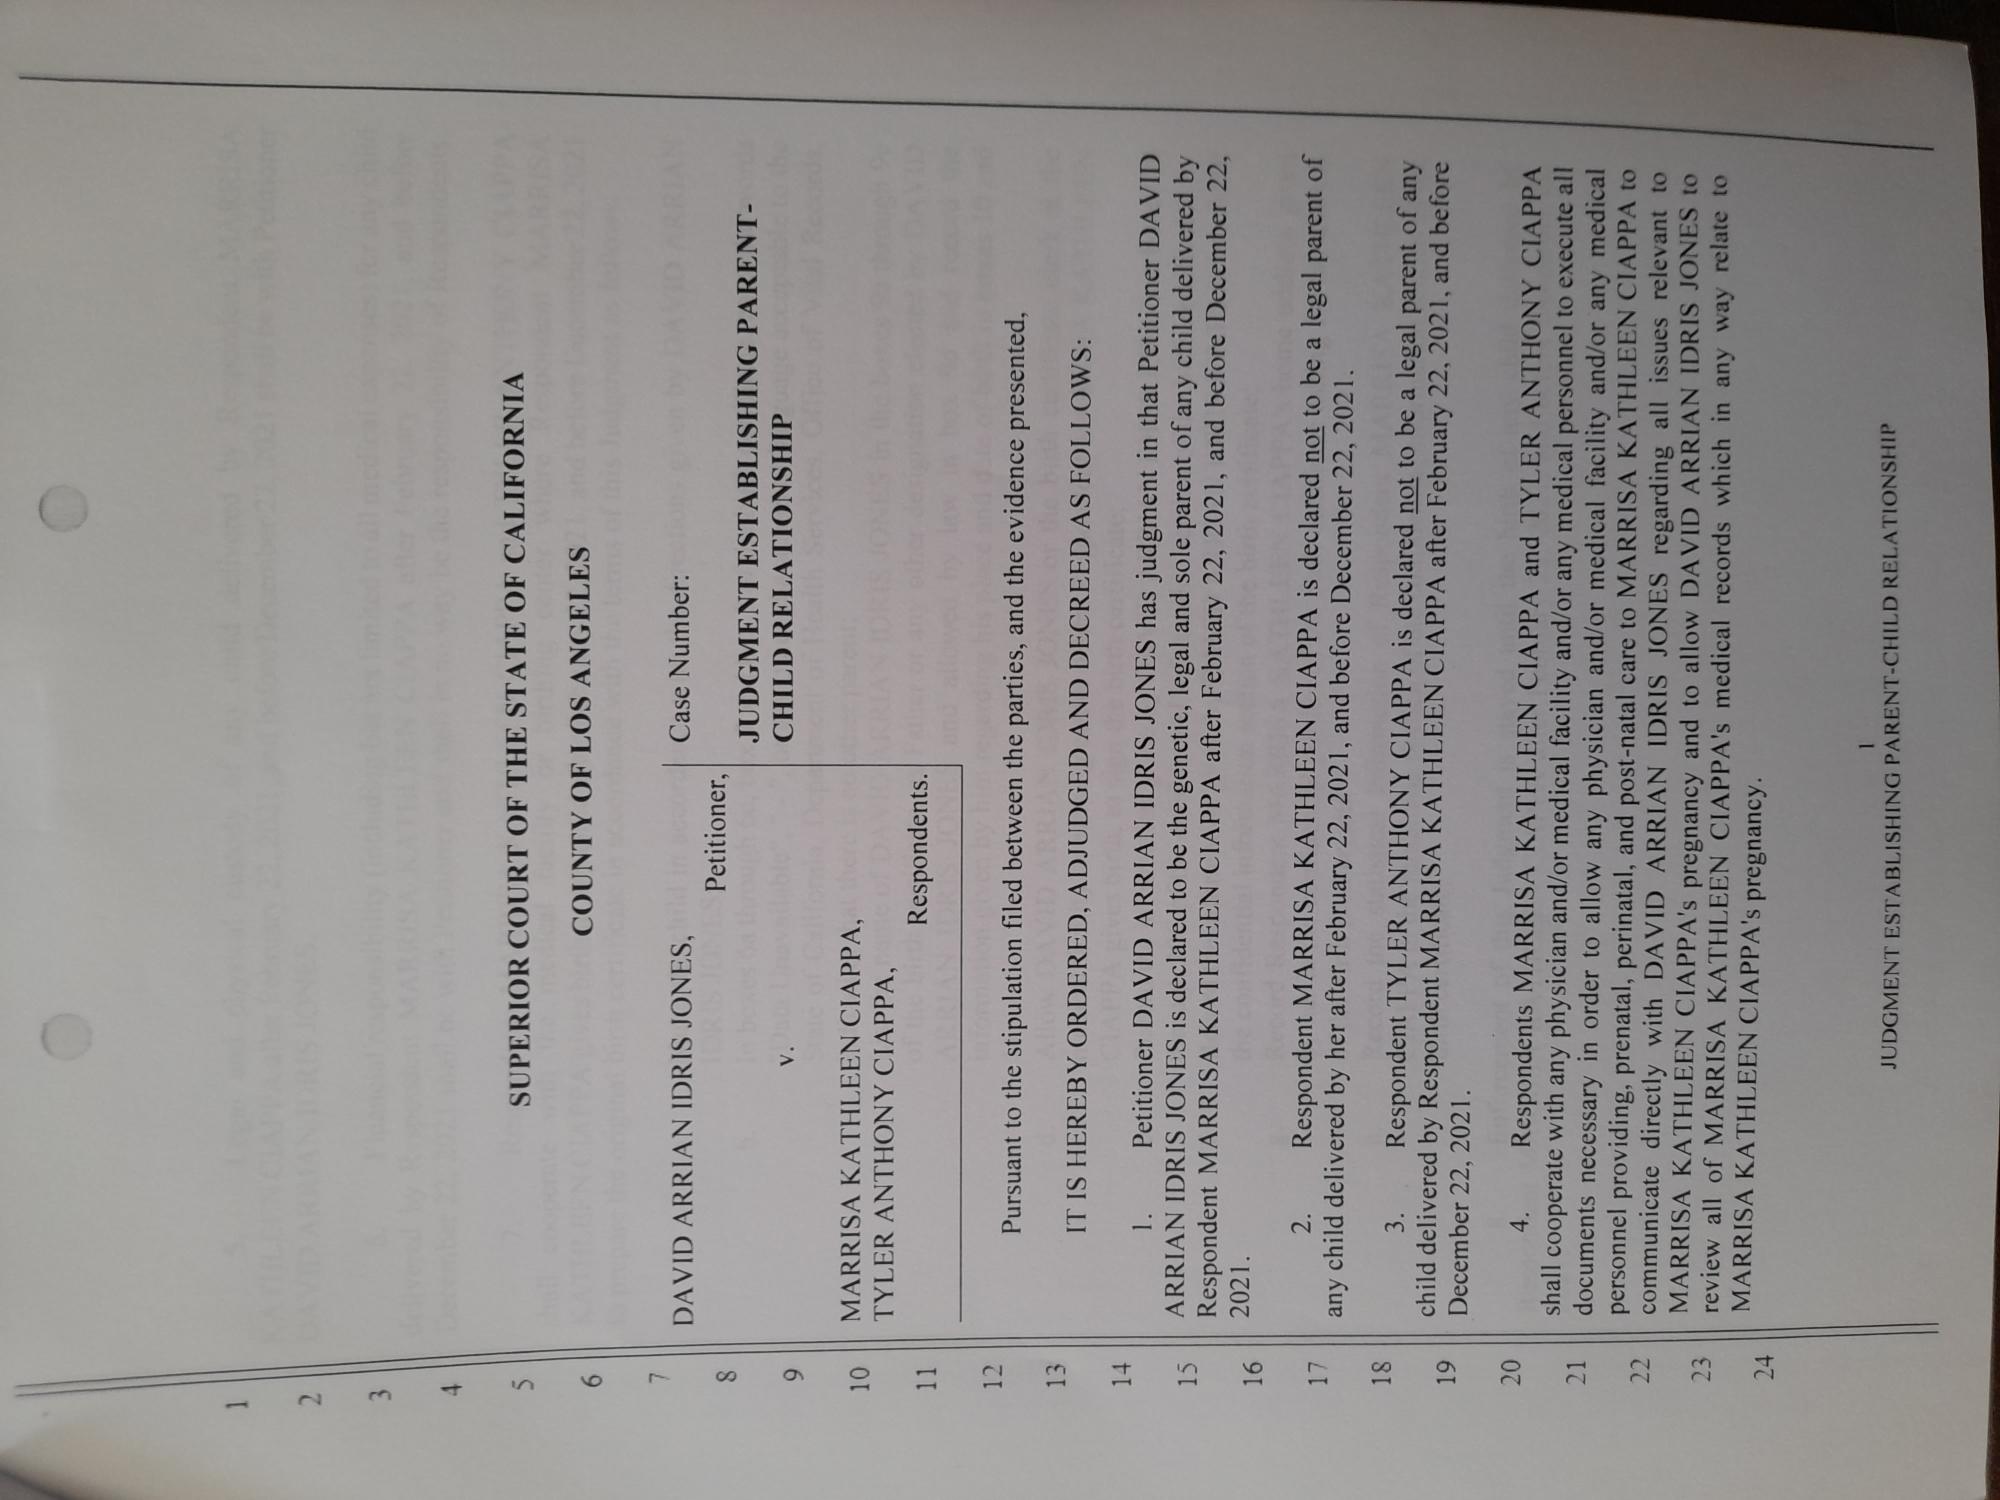 1
2
3
4
5 SUPERIOR COURT OF THE STATE OF CALIFORNIA
6 COUNTY OF LOS ANGELES
7
DAVID ARRIAN IDRIS JONES,
Petitioner,
8
v.
9
10 MARRISA KATHLEEN CIAPPA,
TYLER ANTHONY CIAPPA,
11 Respondents.
Case Number:
JUDGMENT ESTABLISHING PARENT-
CHILD RELATIONSHIP
12
Pursuant to the stipulation filed between the parties, and the evidence presented,
13
IT IS HEREBY ORDERED, ADJUDGED AND DECREED AS FOLLOWS:
14
1. Petitioner DAVID ARRIAN IDRIS JONES has judgment in that Petitioner DAVID
15 ARRIAN IDRIS JONES is declared to be the genetic, legal and sole parent of any child delivered by
Respondent MARRISA KATHLEEN CIAPPA after February 22, 2021, and before December 22,
16 2021.
2. Respondent MARRISA KATHLEEN CIAPPA is declared not to be a legal parent of
17 any child delivered by her after February 22, 2021, and before December 22, 2021.
18
3. Respondent TYLER ANTHONY CIAPPA is declared not to be a legal parent of any
19 child delivered by Respondent MARRISA KATHLEEN CIAPPA after February 22, 2021, and before
December 22, 2021.
20
4. Respondents MARRISA KATHLEEN CIAPPA and TYLER ANTHONY CIAPPA
shall cooperate with any physician and/or medical facility and/or any medical personnel to execute all
21 documents necessary in order to allow any physician and/or medical facility and/or any medical
personnel providing, prenatal, perinatal, and post-natal care to MARRISA KATHLEEN CIAPPA to
22 communicate directly with DAVID ARRIAN IDRIS JONES regarding all issues relevant to
MARRISA KATHLEEN CIAPPA's pregnancy and to allow DAVID ARRIAN IDRIS JONES to
23 review all of MARRISA KATHLEEN CIAPPA's medical records which in any way relate to
MARRISA KATHLEEN CIAPPA's pregnancy.
24
1
JUDGMENT ESTABLISHING PARENT-CHILD RELATIONSHIP